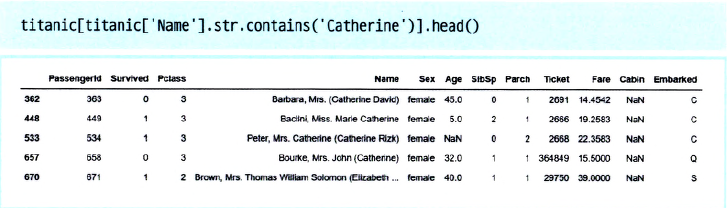 titanic[titanic['Name'].str.contains('Catherine')].head()
PassengerId Survived Pclass Name Sex Age SibSp Parch Ticket Fare Cabin Embarked
362 363 0 3 Barbara, Mrs. (Catherine David) female 45.0 0 1 2691 14.4542 NaN C
448 449 1 3 Baclini, Miss. Marie Catherine female 5.0 2 1 2666 19.2583 NaN C
533 534 1 3 Peter, Mrs. Catherine (Catherine Rizk) female NaN 0 2 2668 22.3583 NaN C
657 658 0 3 Bourke, Mrs. John (Catherine) female 32.0 1 1 364849 15.5000 NaN Q
670 671 1 2 Brown, Mrs. Thomas William Solomon (Elizabeth ... female 40.0 1 1 29750 39.0000 NaN S